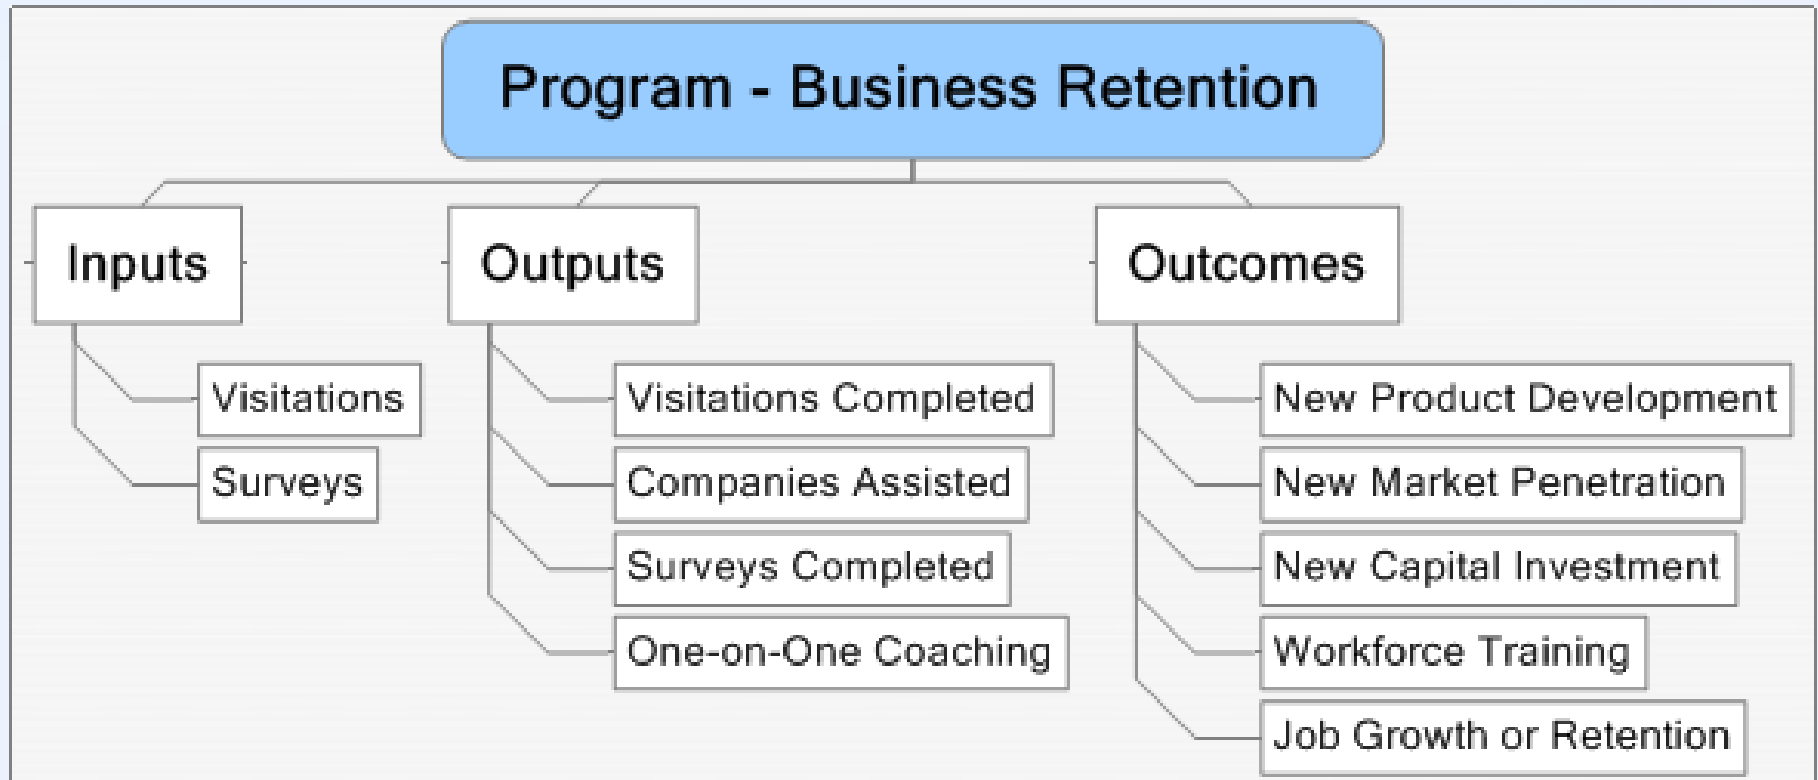 Program - Business Retention
Inputs
Visitations
Surveys
Outputs
Visitations Completed
Companies Assisted
Surveys Completed
One-on-One Coaching
Outcomes
New Product Development
New Market Penetration
New Capital Investment
Workforce Training
Job Growth or Retention